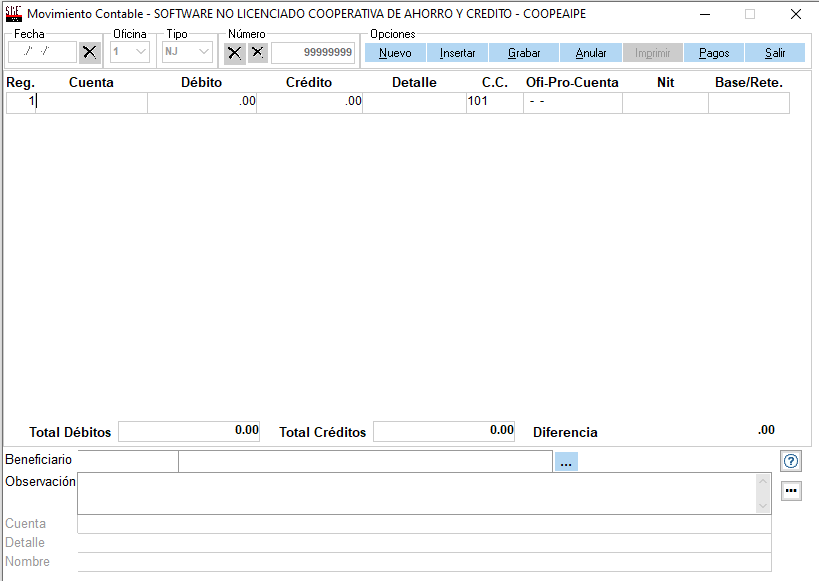 Movimiento Contable - SOFTWARE NO LICENCIADO COOPERATIVA DE AHORRO Y CREDITO - COOPEAIPE
Fecha Oficina Tipo Número Opciones
/ / 1 NJ 99999999 Nuevo Insertar Grabar Anular Imprimir Pagos Salir
Reg. Cuenta Débito Crédito Detalle C.C. Ofi-Pro-Cuenta Nit Base/Rete.
1 .00 .00 101 - -
Total Débitos 0.00 Total Créditos 0.00 Diferencia .00
Beneficiario ... ?
Observación ...
Cuenta
Detalle
Nombre